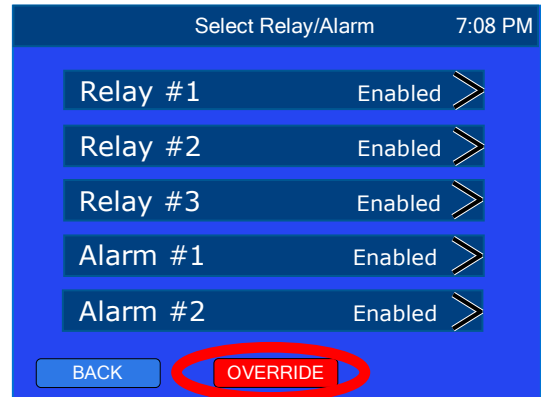 Select Relay/Alarm 7:08 PM
Relay #1 Enabled
Relay #2 Enabled
Relay #3 Enabled
Alarm #1 Enabled
Alarm #2 Enabled
BACK OVERRIDE